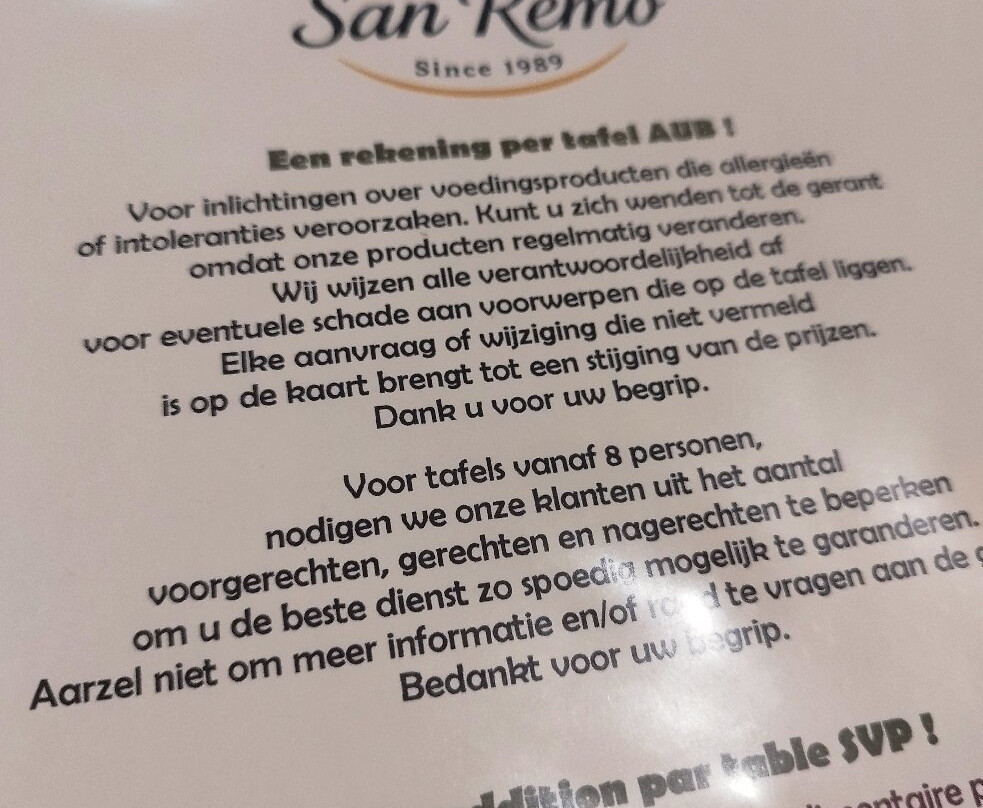 San Remo
Since 1989
Een rekening per tafel AUB !
Voor inlichtingen over voedingsproducten die allergieën
of intoleranties veroorzaken. Kunt u zich wenden tot de gerant
omdat onze producten regelmatig veranderen.
Wij wijzen alle verantwoordelijkheid af
voor eventuele schade aan voorwerpen die op de tafel liggen.
Elke aanvraag of wijziging die niet vermeld
is op de kaart brengt tot een stijging van de prijzen.
Dank u voor uw begrip.
Voor tafels vanaf 8 personen,
nodigen we onze klanten uit het aantal
voorgerechten, gerechten en nagerechten te beperken
om u de beste dienst zo spoedig mogelijk te garanderen.
Aarzel niet om meer informatie en/of raad te vragen aan de
Bedankt voor uw begrip.
par table SVP !